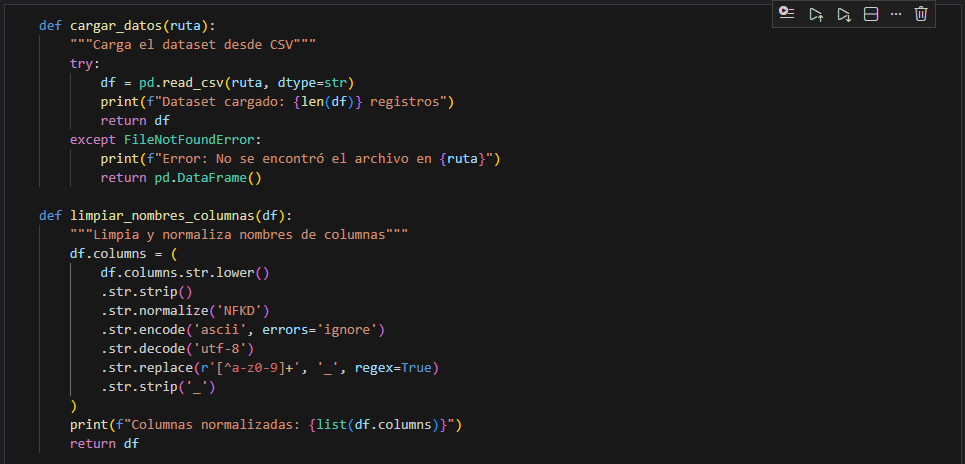 def cargar_datos(ruta):
    """Carga el dataset desde CSV"""
    try:
        df = pd.read_csv(ruta, dtype=str)
        print(f"Dataset cargado: {len(df)} registros")
        return df
    except FileNotFoundError:
        print(f"Error: No se encontró el archivo en {ruta}")
        return pd.DataFrame()

def limpiar_nombres_columnas(df):
    """Limpia y normaliza nombres de columnas"""
    df.columns = (
        df.columns.str.lower()
        .str.strip()
        .str.normalize('NFKD')
        .str.encode('ascii', errors='ignore')
        .str.decode('utf-8')
        .str.replace(r'[^a-z0-9]+', '_', regex=True)
        .str.strip('_')
    )
    print(f"Columnas normalizadas: {list(df.columns)}")
    return df